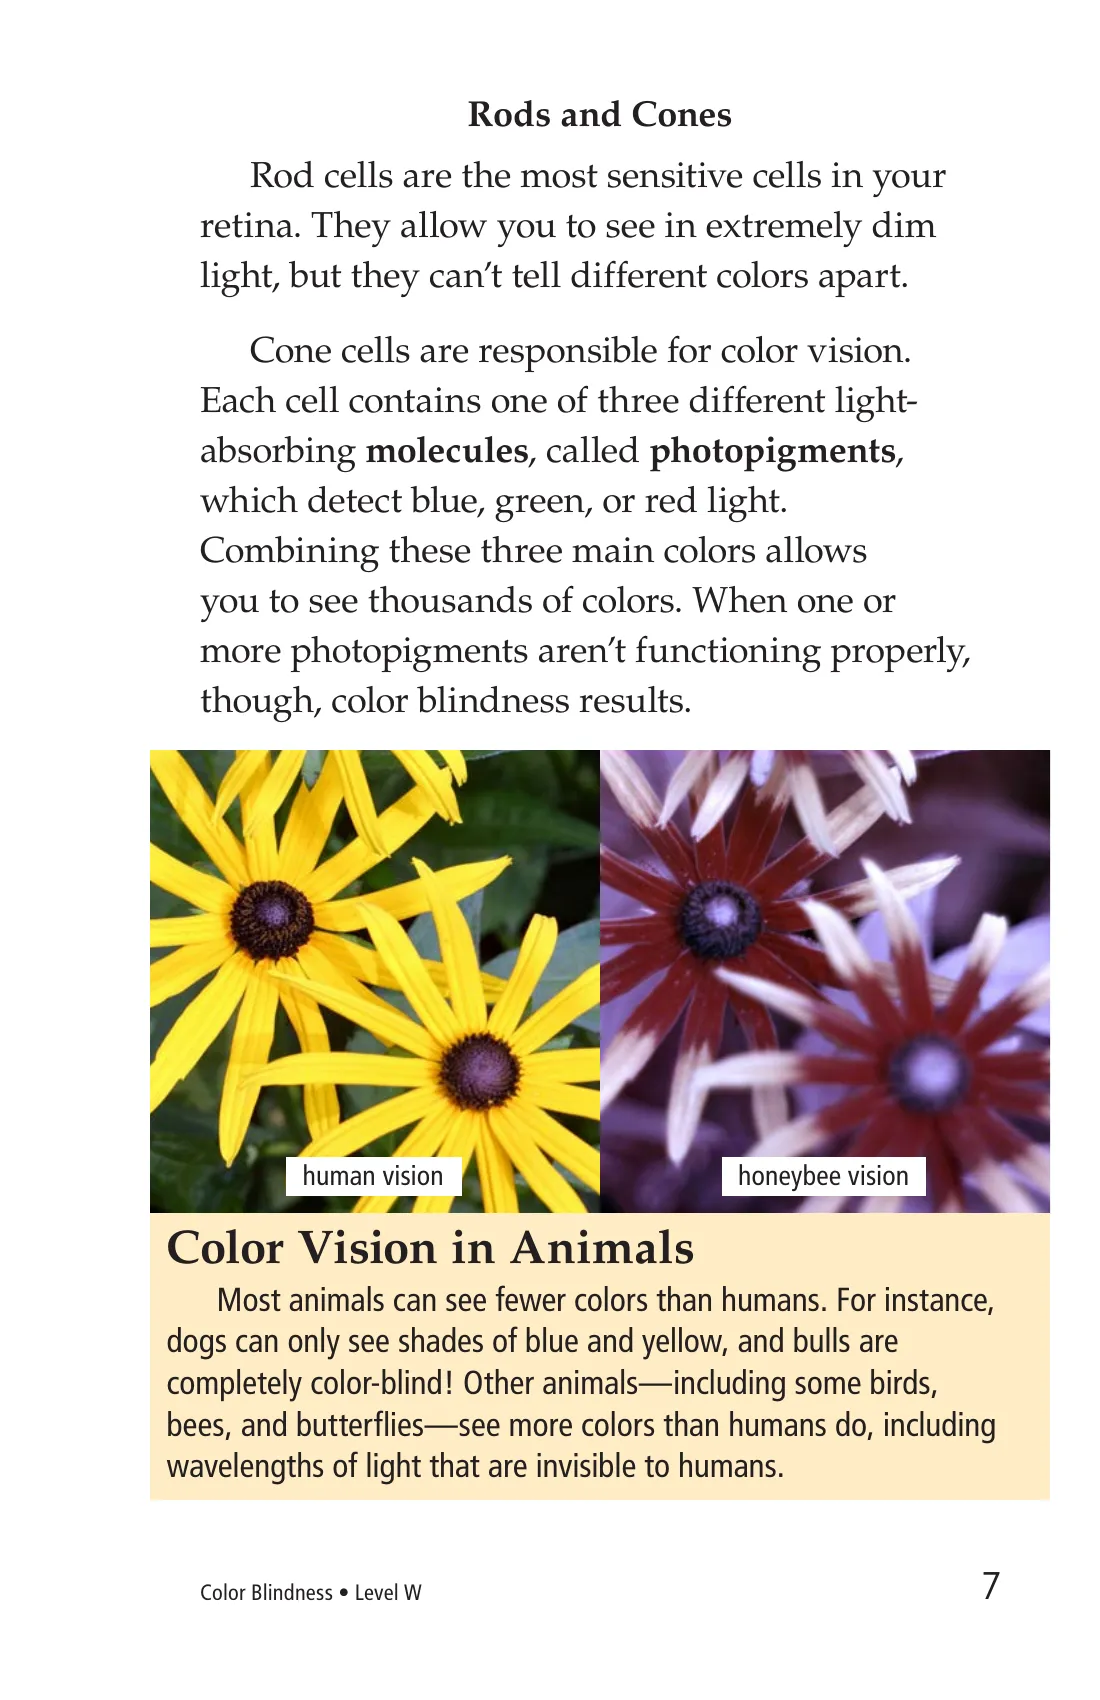 Rods and Cones
Rod cells are the most sensitive cells in your
retina. They allow you to see in extremely dim
light, but they can’t tell different colors apart.
Cone cells are responsible for color vision.
Each cell contains one of three different light-
absorbing molecules, called photopigments,
which detect blue, green, or red light.
Combining these three main colors allows
you to see thousands of colors. When one or
more photopigments aren’t functioning properly,
though, color blindness results.
human vision
honeybee vision
Color Vision in Animals
Most animals can see fewer colors than humans. For instance,
dogs can only see shades of blue and yellow, and bulls are
completely color-blind! Other animals—including some birds,
bees, and butterflies—see more colors than humans do, including
wavelengths of light that are invisible to humans.
Color Blindness • Level W
7